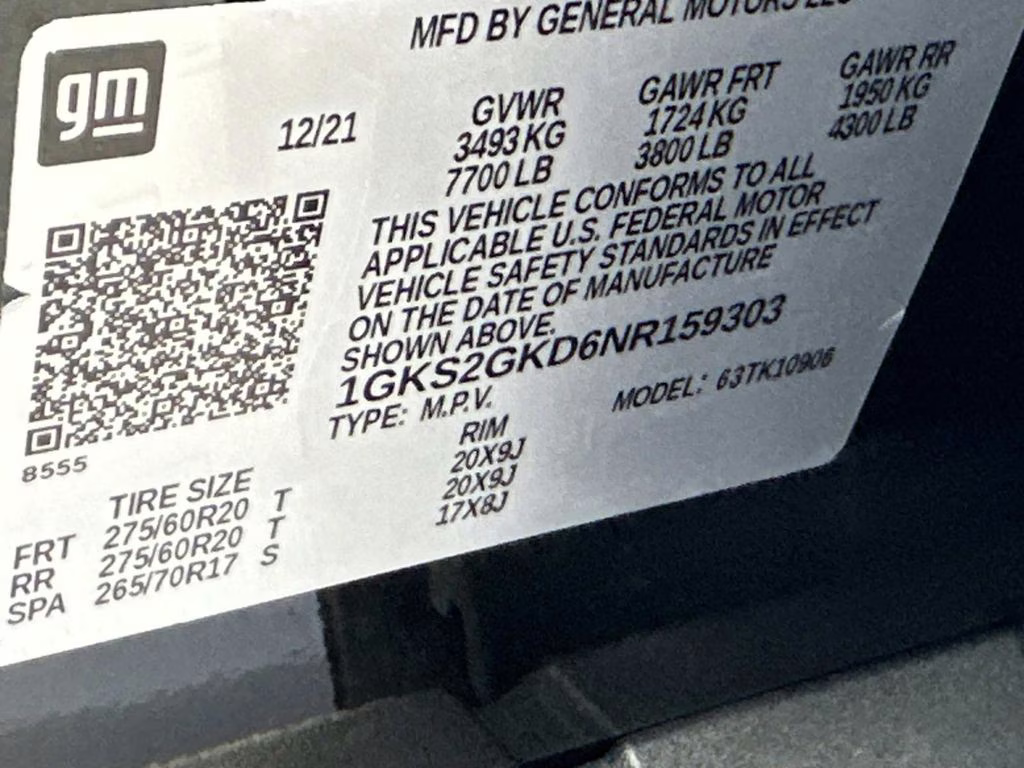 MFD BY GENERAL MOTORS LLC
gm
12/21
GVWR GAWR FRT GAWR RR
3493 KG 1724 KG 1950 KG
7700 LB 3800 LB 4300 LB
THIS VEHICLE CONFORMS TO ALL
APPLICABLE U.S. FEDERAL MOTOR
VEHICLE SAFETY STANDARDS IN EFFECT
ON THE DATE OF MANUFACTURE
SHOWN ABOVE.
1GKS2GKD6NR159303
TYPE: M.P.V. MODEL: 63TK10906
8555
TIRE SIZE RIM
FRT 275/60R20 T 20X9J
RR 275/60R20 T 20X9J
SPA 265/70R17 S 17X8J